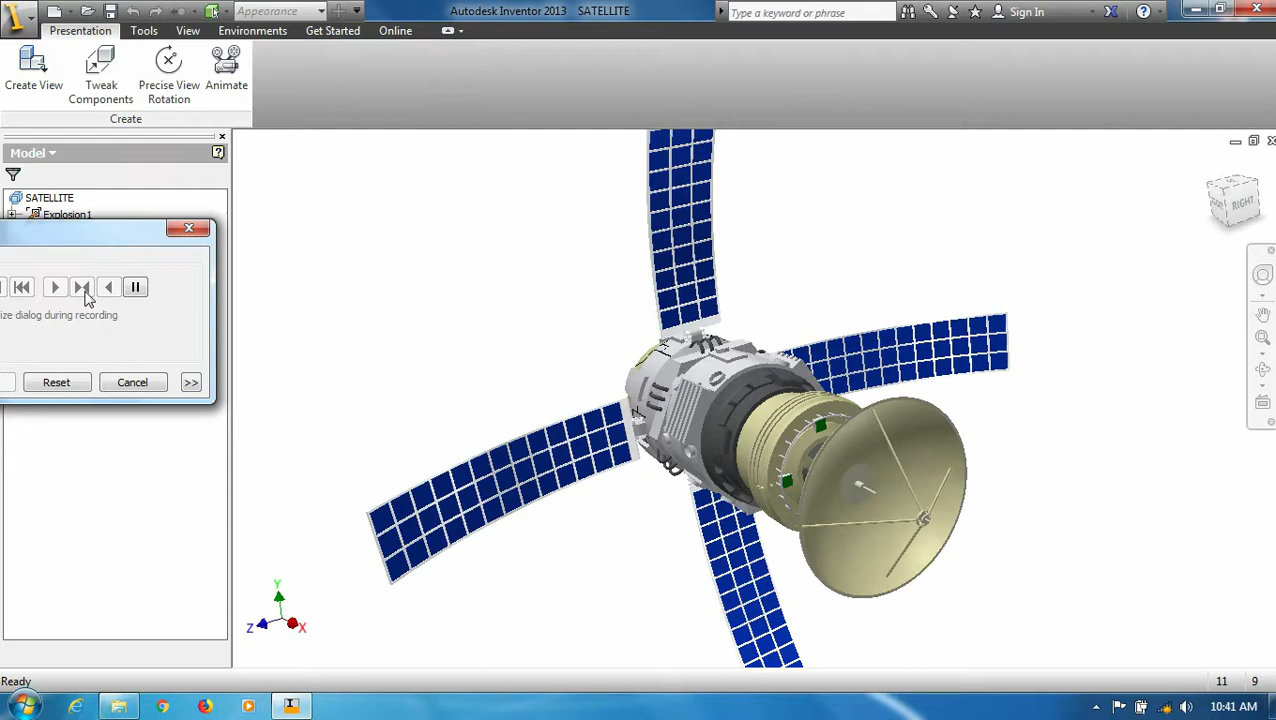 Appearance
Autodesk Inventor 2013 SATELLITE
Type a keyword or phrase
Sign In
Presentation Tools View Environments Get Started Online
Create View
Tweak Components
Precise View Rotation
Animate
Create
Model
SATELLITE
Explosion1
ize dialog during recording
Reset
Cancel
>>
RIGHT
Y
Z
X
Ready
11 9
10:41 AM